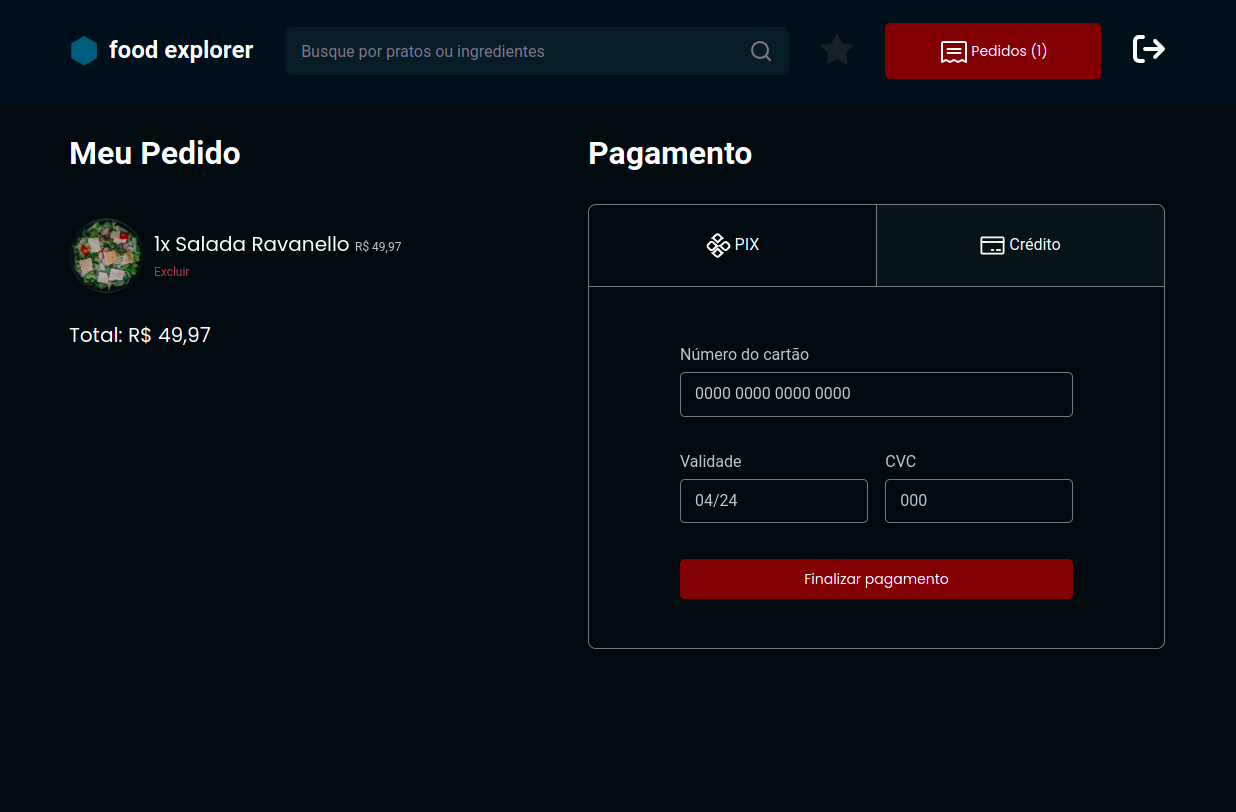 food explorer
Busque por pratos ou ingredientes
Pedidos (1)
Meu Pedido
1x Salada Ravanello R$ 49,97
Excluir
Total: R$ 49,97
Pagamento
PIX
Crédito
Número do cartão
0000 0000 0000 0000
Validade
CVC
04/24
000
Finalizar pagamento